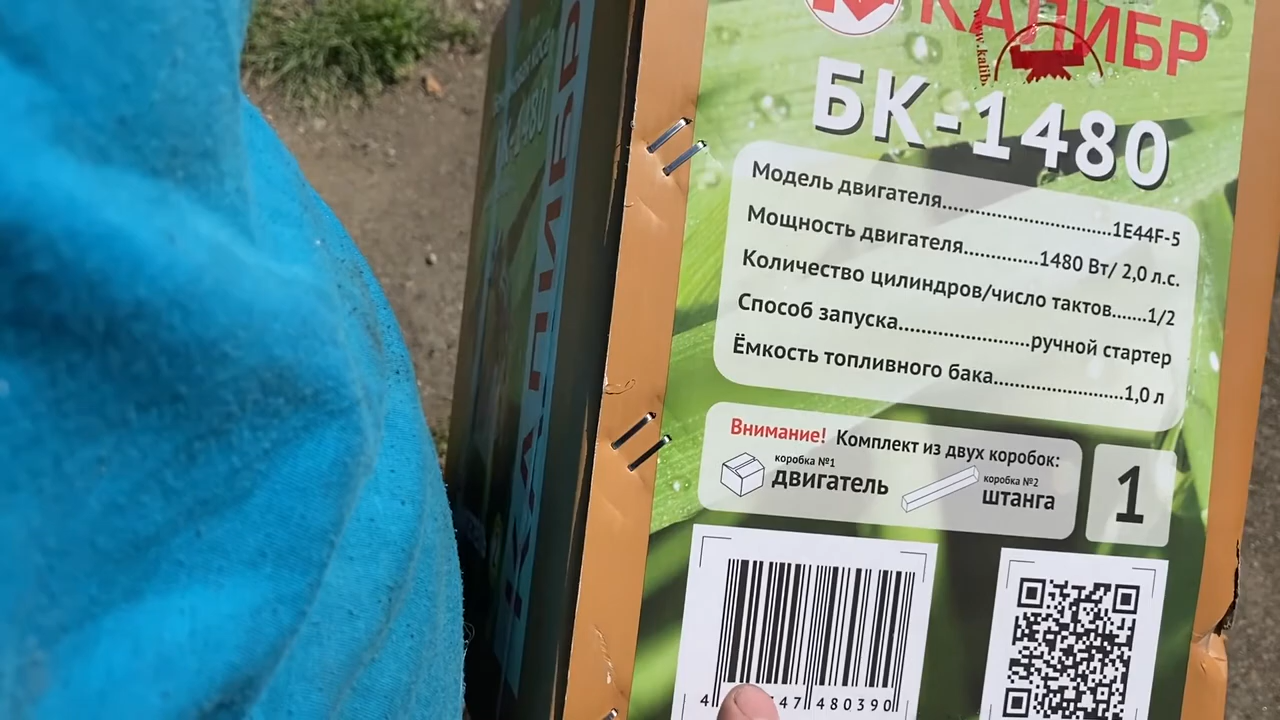 КАЛИБР
БК-1480
Модель двигателя.................................1E44F-5
Мощность двигателя...............1480 Вт/ 2,0 л.с.
Количество цилиндров/число тактов.......1/2
Способ запуска..........................ручной стартер
Ёмкость топливного бака..........................1,0 л
Внимание! Комплект из двух коробок:
коробка №1
двигатель
коробка №2
штанга
1
480390